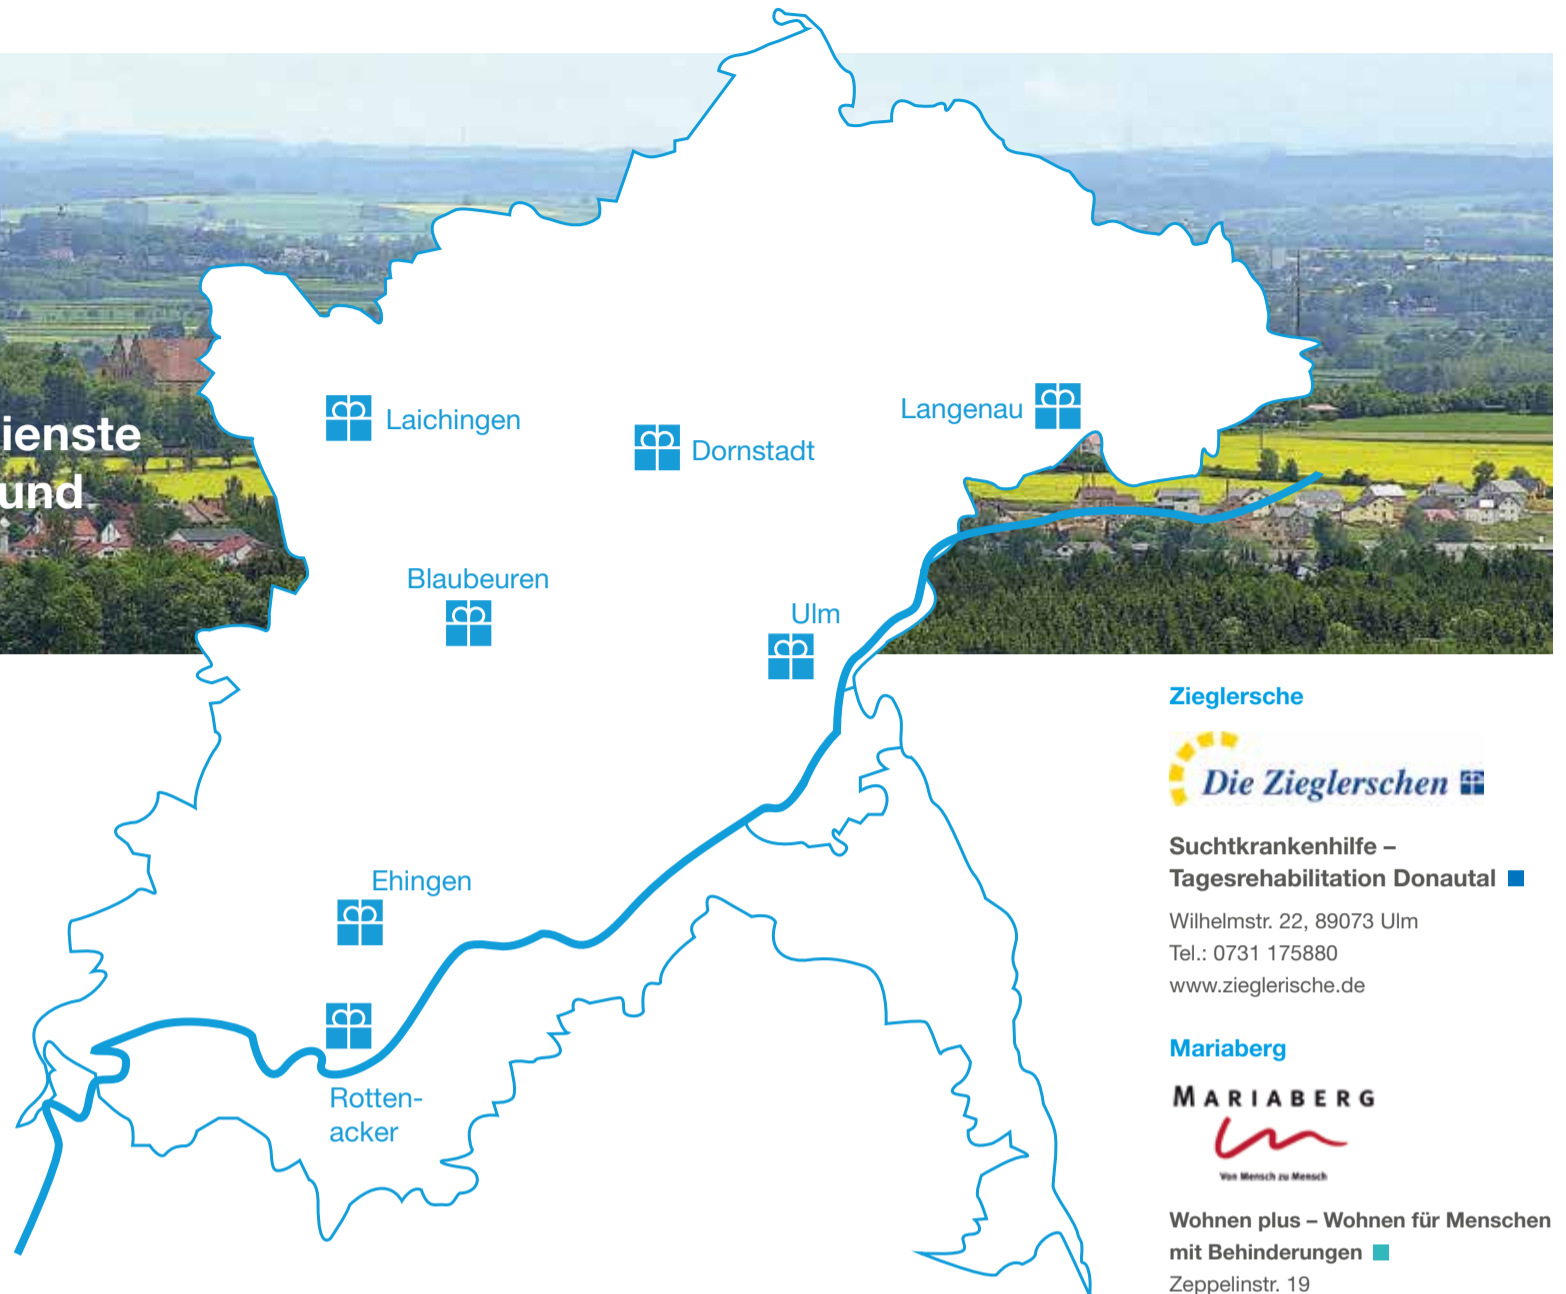 ienste
und
Laichingen
Dornstadt
Langenau
Blaubeuren
Ulm
Ehingen
Rotten-
acker
Zieglersche
Die Zieglerschen
Suchtkrankenhilfe –
Tagesrehabilitation Donautal
Wilhelmstr. 22, 89073 Ulm
Tel.: 0731 175880
www.zieglerische.de
Mariaberg
MARIABERG
Von Mensch zu Mensch
Wohnen plus – Wohnen für Menschen
mit Behinderungen
Zeppelinstr. 19